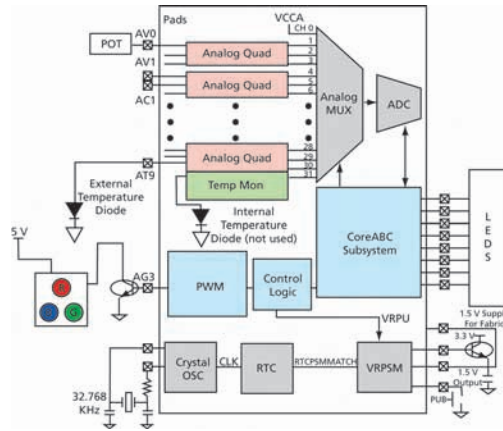 Pads
VCCA
CH 0
POT
AV0
AV1
AC1
AT9
Analog Quad
1
2
3
Analog Quad
4
5
6
Analog MUX
ADC
Analog Quad
28
29
30
31
Temp Mon
External
Temperature
Diode
Internal
Temperature
Diode (not used)
CoreABC
Subsystem
LEDS
5 V
R
B
G
AG3
PWM
Control
Logic
VRPU
1.5 V Supply
For Fabric
3.3 V
1.5 V
Output
Crystal
OSC
CLK
RTC
RTCPSMMATCH
VRPSM
PUB
32.768
KHz